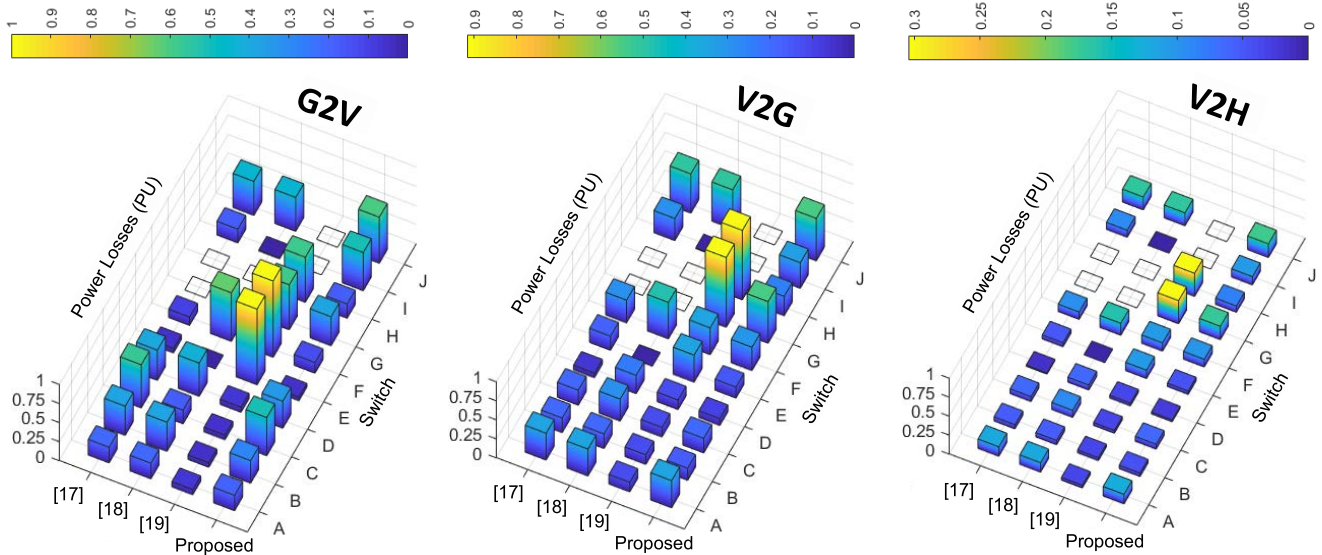 1 0.9 0.8 0.7 0.6 0.5 0.4 0.3 0.2 0.1 0
G2V
Power Losses (PU)
1
0.75
0.5
0.25
0
[17]
[18]
[19]
Proposed
A
B
C
D
E
F
G
H
I
J
Switch
0.9 0.8 0.7 0.6 0.5 0.4 0.3 0.2 0.1 0
V2G
Power Losses (PU)
1
0.75
0.5
0.25
0
[17]
[18]
[19]
Proposed
A
B
C
D
E
F
G
H
I
J
Switch
0.3 0.25 0.2 0.15 0.1 0.05 0
V2H
Power Losses (PU)
1
0.75
0.5
0.25
0
[17]
[18]
[19]
Proposed
A
B
C
D
E
F
G
H
I
J
Switch